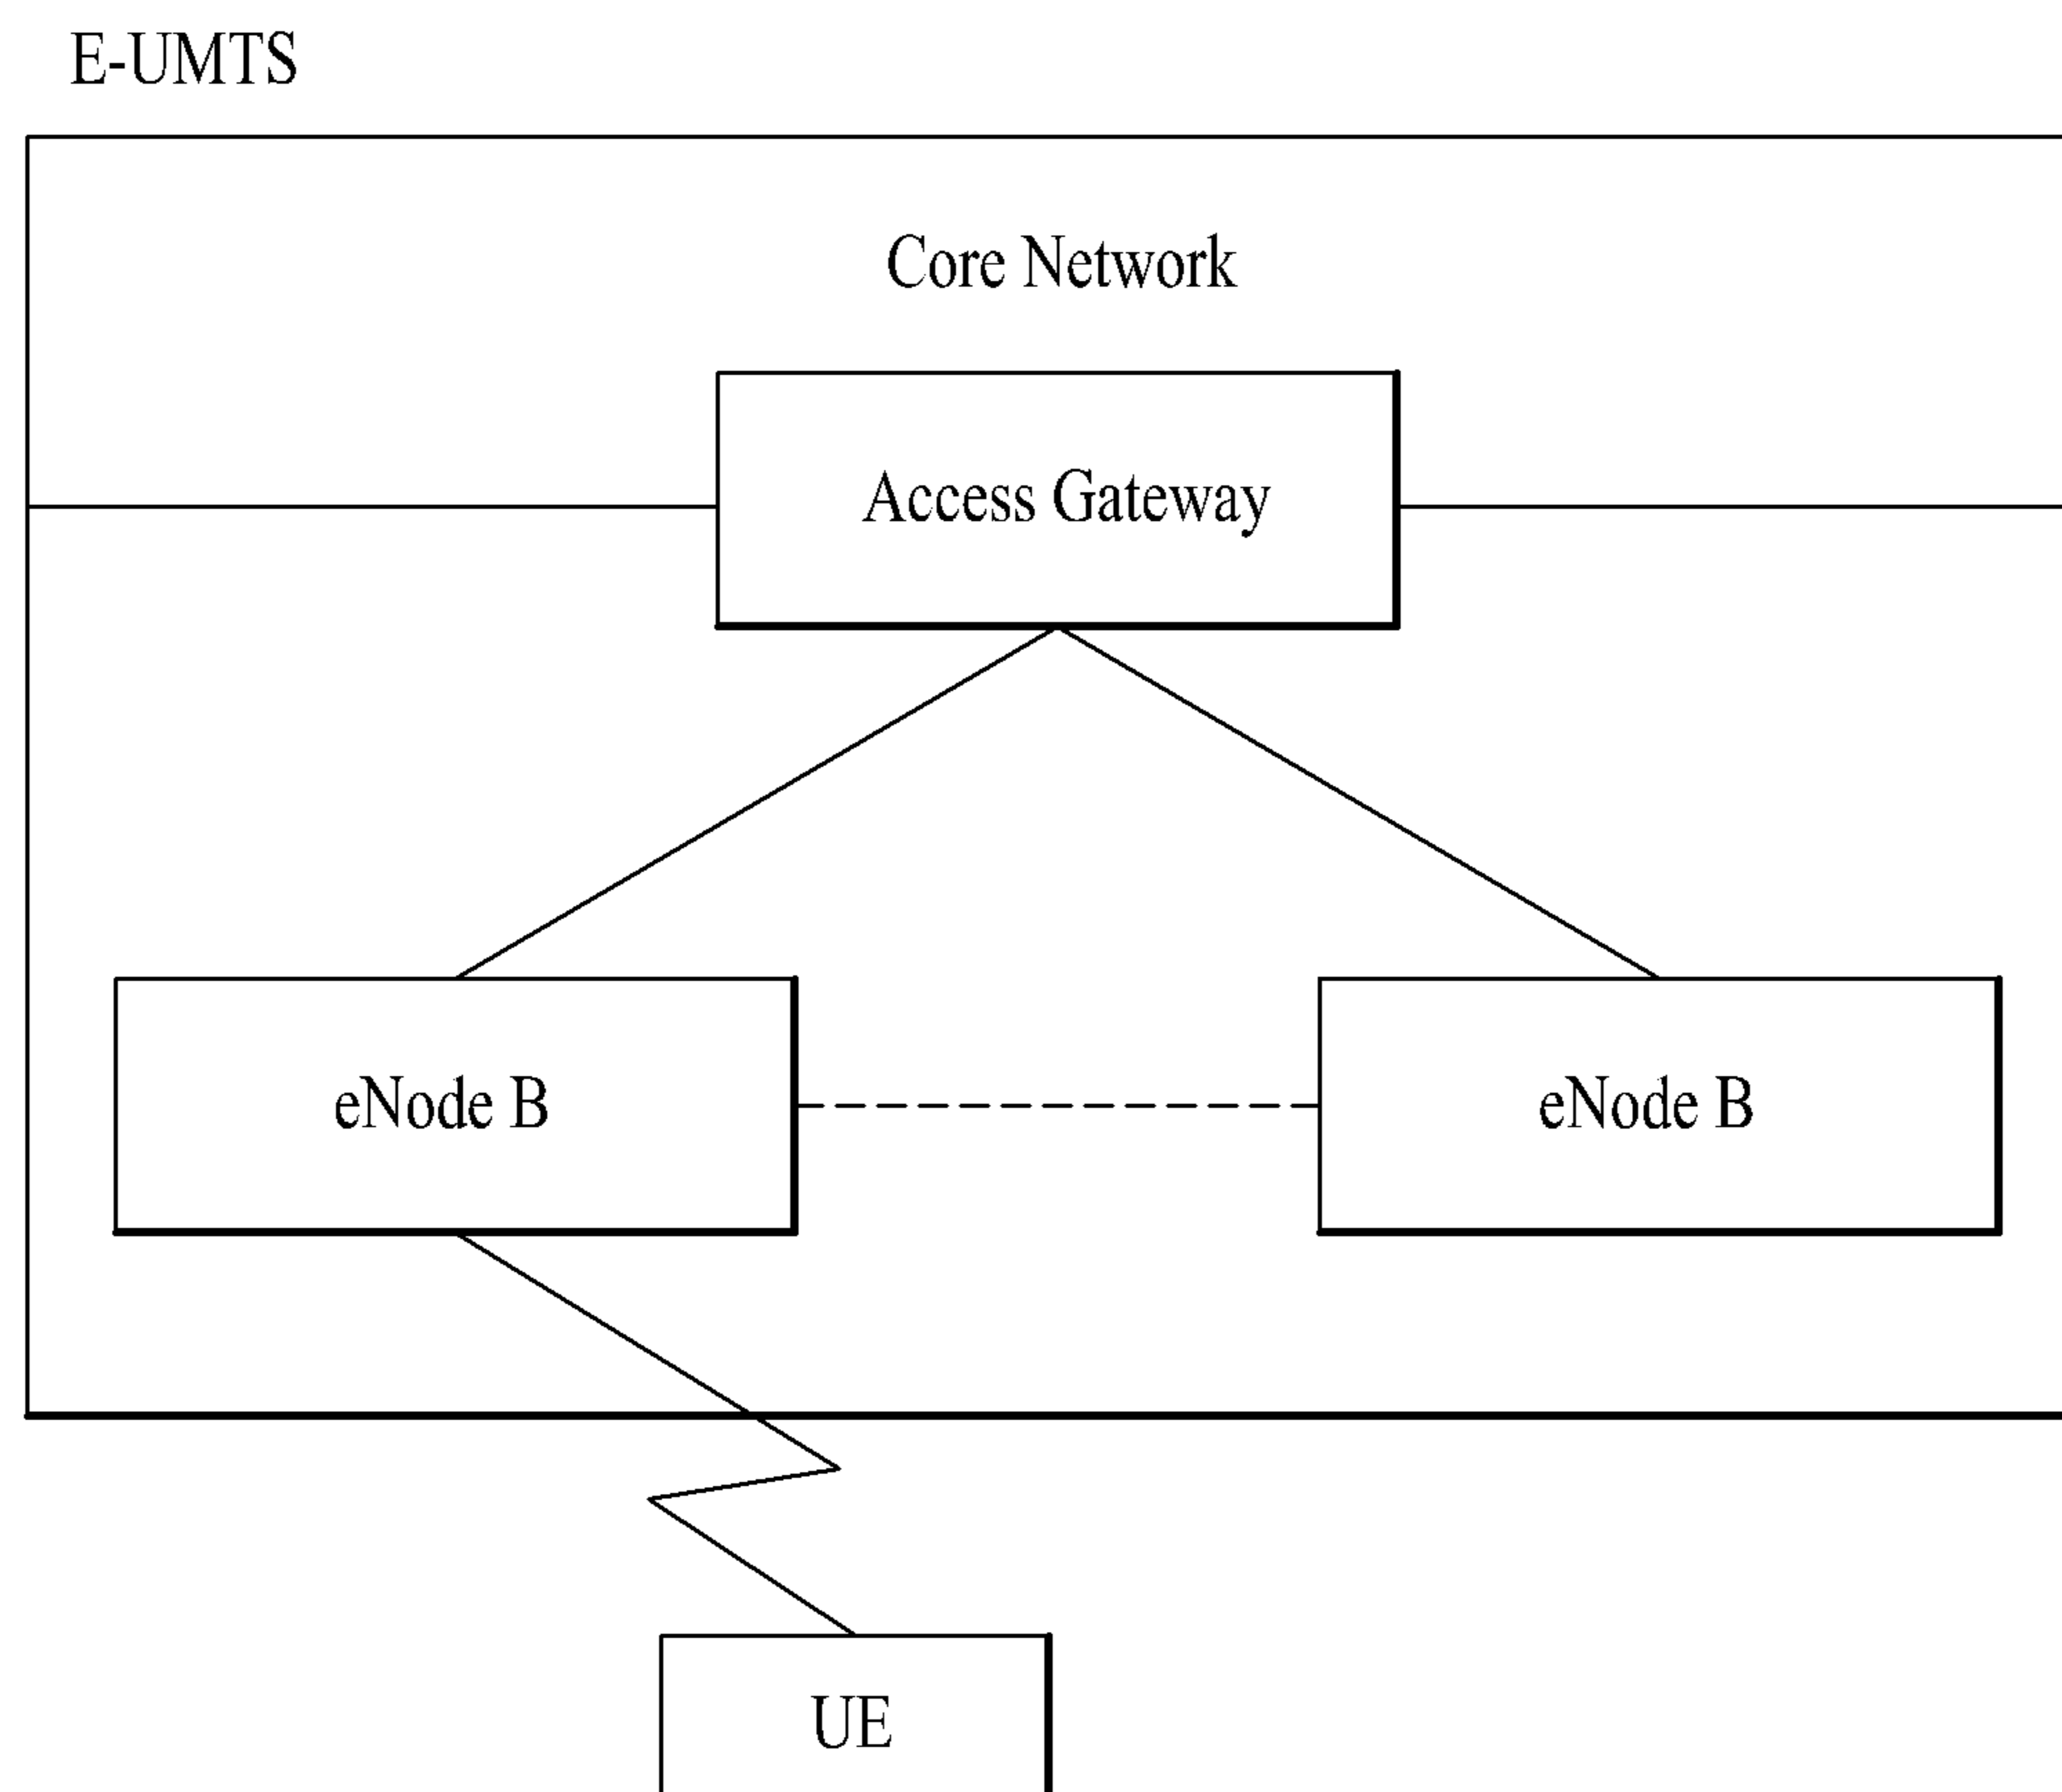 E-UMTS
Core Network
Access Gateway
eNode B
eNode B
UE